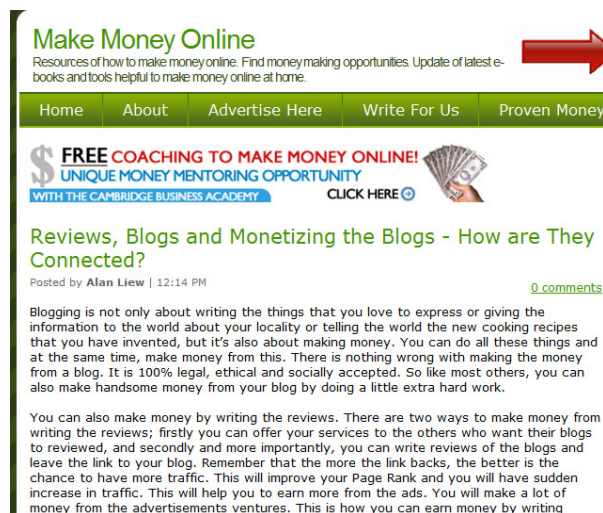 Make Money Online
Resources of how to make money online. Find money making opportunities. Update of latest e-
books and tools helpful to make money online at home.
Home About Advertise Here Write For Us Proven Money
FREE COACHING TO MAKE MONEY ONLINE!
UNIQUE MONEY MENTORING OPPORTUNITY
WITH THE CAMBRIDGE BUSINESS ACADEMY CLICK HERE
Reviews, Blogs and Monetizing the Blogs - How are They
Connected?
Posted by Alan Liew | 12:14 PM
0 comments
Blogging is not only about writing the things that you love to express or giving the
information to the world about your locality or telling the world the new cooking recipes
that you have invented, but it's also about making money. You can do all these things and
at the same time, make money from this. There is nothing wrong with making the money
from a blog. It is 100% legal, ethical and socially accepted. So like most others, you can
also make handsome money from your blog by doing a little extra hard work.
You can also make money by writing the reviews. There are two ways to make money from
writing the reviews; firstly you can offer your services to the others who want their blogs
to reviewed, and secondly and more importantly, you can write reviews of the blogs and
leave the link to your blog. Remember that the more the link backs, the better is the
chance to have more traffic. This will improve your Page Rank and you will have sudden
increase in traffic. This will help you to earn more from the ads. You will make a lot of
money from the advertisements ventures. This is how you can earn money by writing